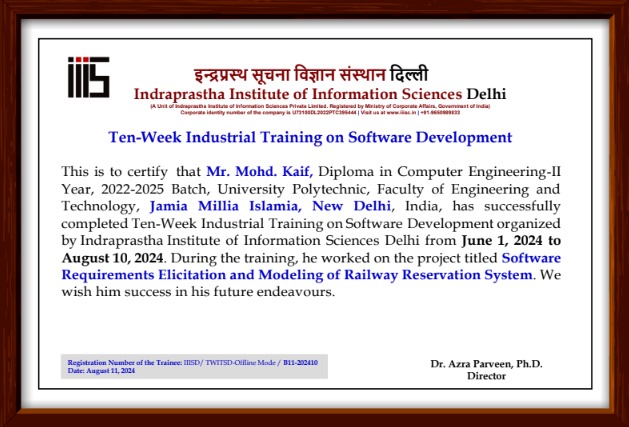 iiis
इन्द्रप्रस्थ सूचना विज्ञान संस्थान दिल्ली
Indraprastha Institute of Information Sciences Delhi
(A Unit of Indraprastha Institute of Information Sciences Private Limited. Registered by Ministry of Corporate Affairs, Government of India)
Corporate identity number of the company is U73100DL2022PTC395444 | Visit us at www.iiisc.in | +91-9650989833
Ten-Week Industrial Training on Software Development
This is to certify that Mr. Mohd. Kaif, Diploma in Computer Engineering-II
Year, 2022-2025 Batch, University Polytechnic, Faculty of Engineering and
Technology, Jamia Millia Islamia, New Delhi, India, has successfully
completed Ten-Week Industrial Training on Software Development organized
by Indraprastha Institute of Information Sciences Delhi from June 1, 2024 to
August 10, 2024. During the training, he worked on the project titled Software
Requirements Elicitation and Modeling of Railway Reservation System. We
wish him success in his future endeavours.
Registration Number of the Trainee: IIISD/ TWITSD-Offline Mode / B11-202410
Date: August 11, 2024
Dr. Azra Parveen, Ph.D.
Director